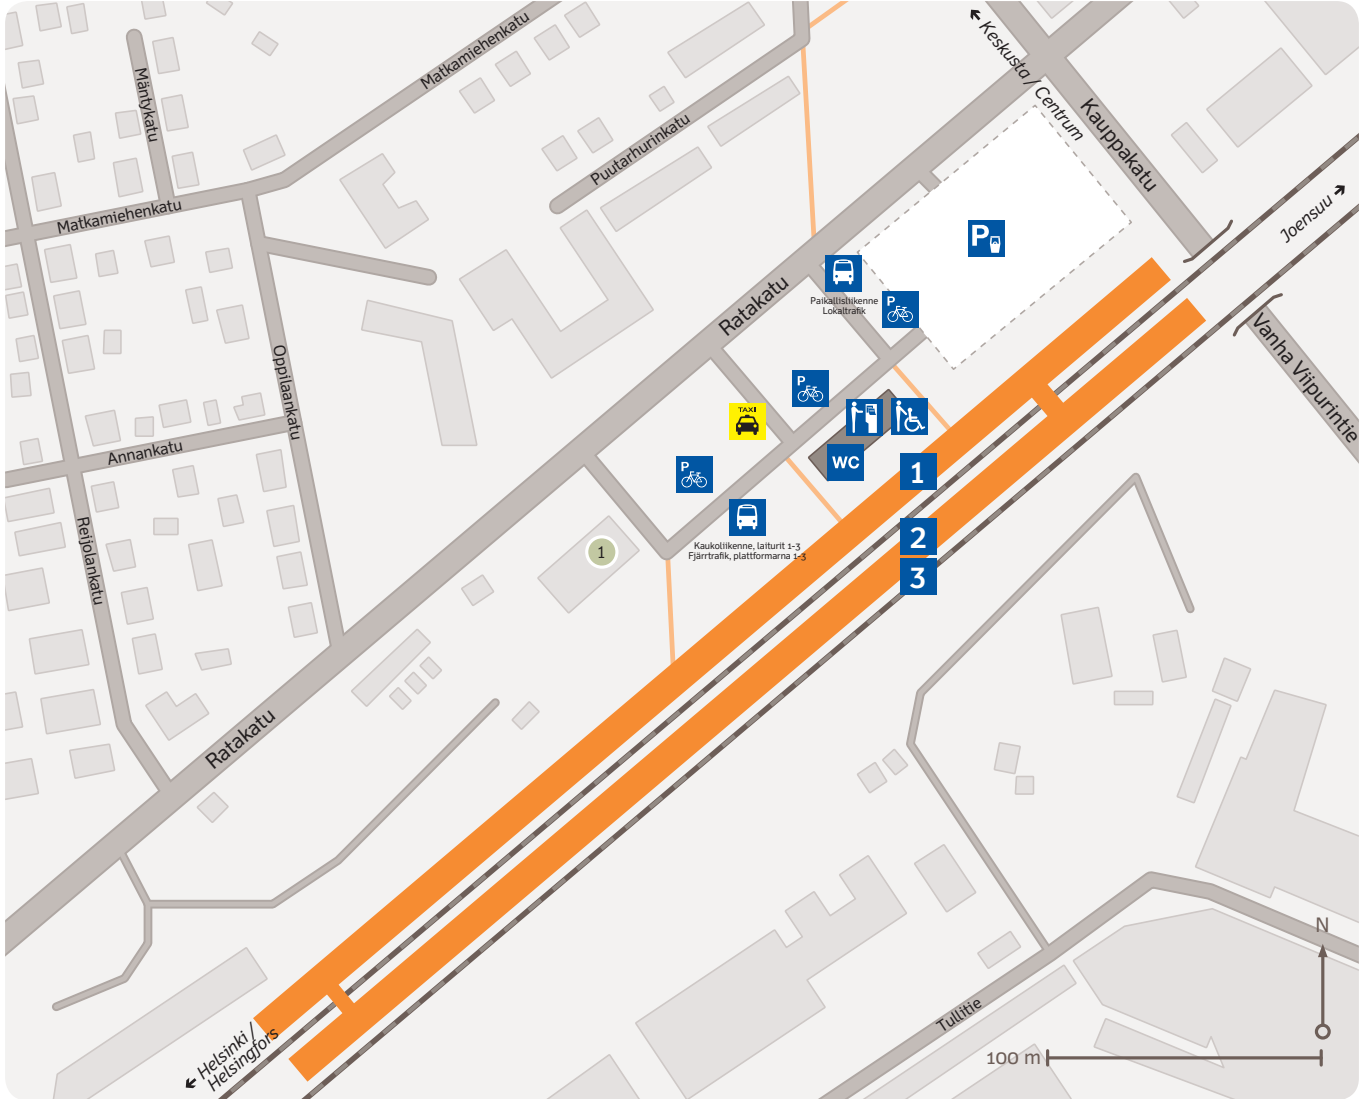 Matkamiehenkatu
Mäntykatu
Keskusta / Centrum
Kauppakatu
Puutarhurinkatu
Matkamiehenkatu
Joensuu
P
Paikallisliikenne
Lokaltrafik
P
Ratakatu
Vanha Viipurintie
Oppilaankatu
P
TAXI
Annankatu
WC
1
P
Kaukoliikenne, laiturit 1-3
Fjärrtrafik, plattformarna 1-3
2
1
3
Reijolankatu
Ratakatu
N
Tullitie
Helsinki /
Helsingfors
100 m